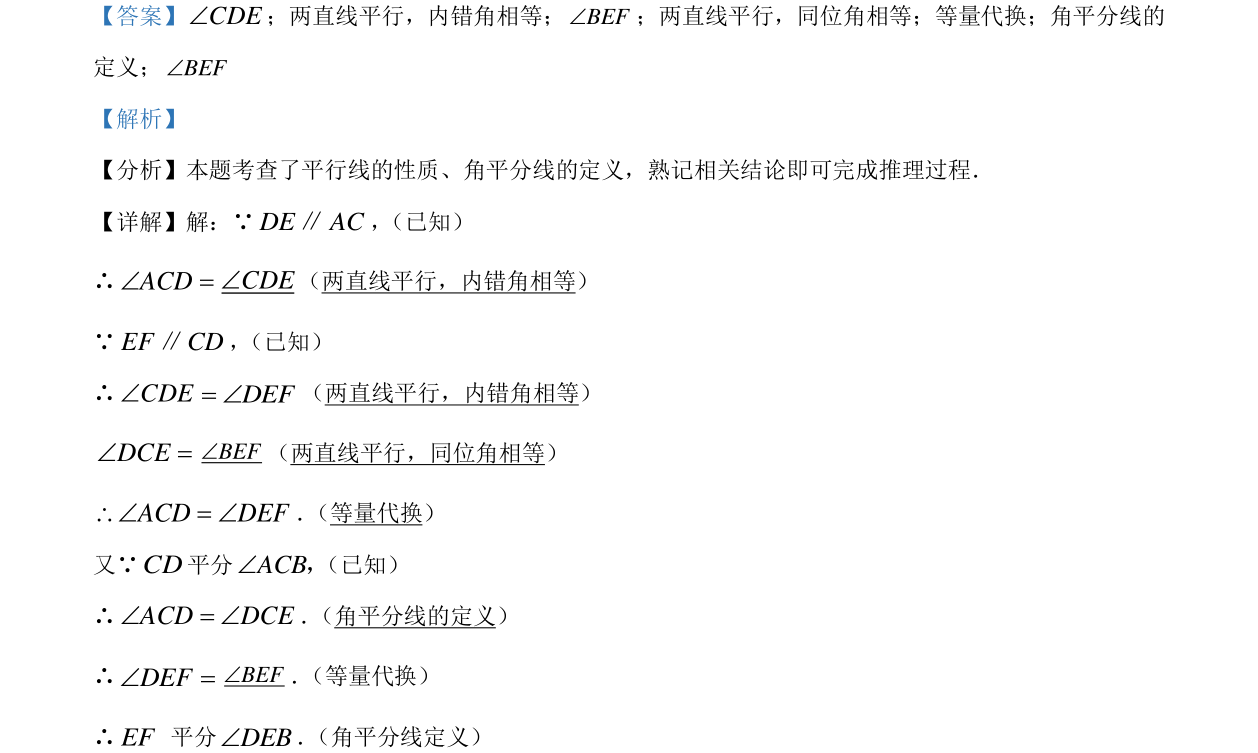 【答案】∠CDE；两直线平行，内错角相等；∠BEF；两直线平行，同位角相等；等量代换；角平分线的
定义；∠BEF
【解析】
【分析】本题考查了平行线的性质、角平分线的定义，熟记相关结论即可完成推理过程．
【详解】解：∵DE∥AC，（已知）
∴∠ACD=∠CDE（两直线平行，内错角相等）
∵EF∥CD，（已知）
∴∠CDE=∠DEF（两直线平行，内错角相等）
∠DCE=∠BEF（两直线平行，同位角相等）
∴∠ACD=∠DEF．（等量代换）
又∵CD平分∠ACB，（已知）
∴∠ACD=∠DCE．（角平分线的定义）
∴∠DEF=∠BEF．（等量代换）
∴EF 平分∠DEB．（角平分线定义）